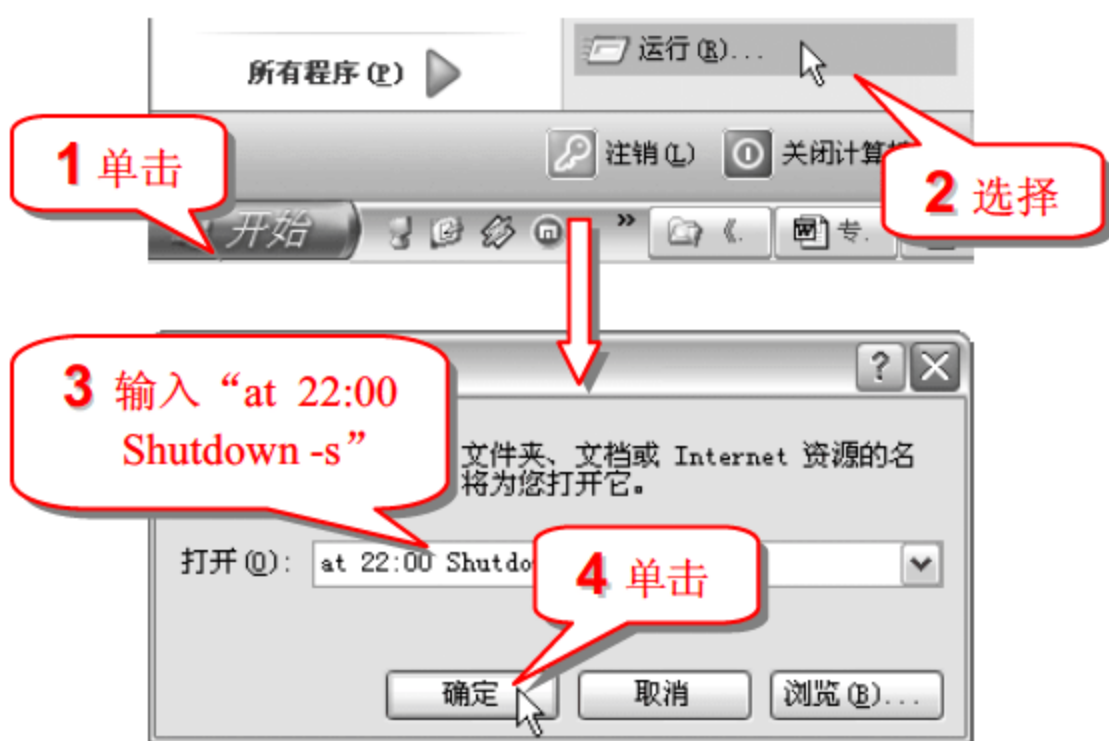 所有程序(P)
运行(R)...
1 单击
注销(L)
关闭计算
2 选择
开始
»
《.
专.
3 输入“at 22:00
Shutdown -s”
文件夹、文档或 Internet 资源的名
将为您打开它。
打开(O):
at 22:00 Shutdo
4 单击
确定
取消
浏览(B)...